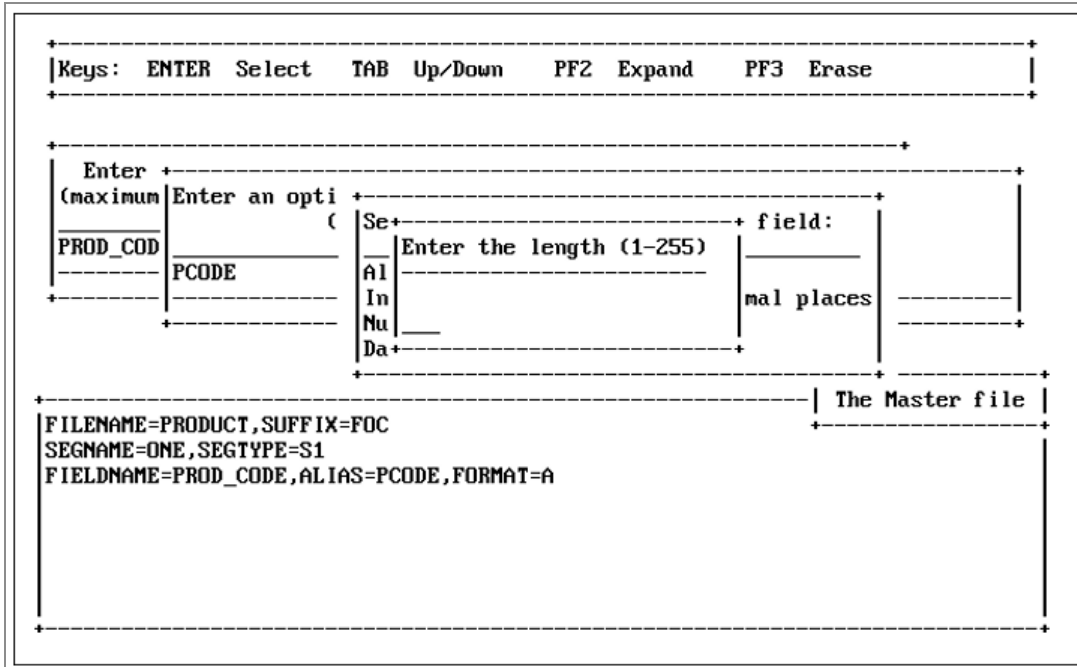 Keys: ENTER Select TAB Up/Down PF2 Expand PF3 Erase
Enter
(maximum Enter an opti
( Se field:
PROD_COD Enter the length (1-255)
PCODE Al
In mal places
Nu
Da
The Master file
FILENAME=PRODUCT,SUFFIX=FOC
SEGNAME=ONE,SEGTYPE=S1
FIELDNAME=PROD_CODE,ALIAS=PCODE,FORMAT=A